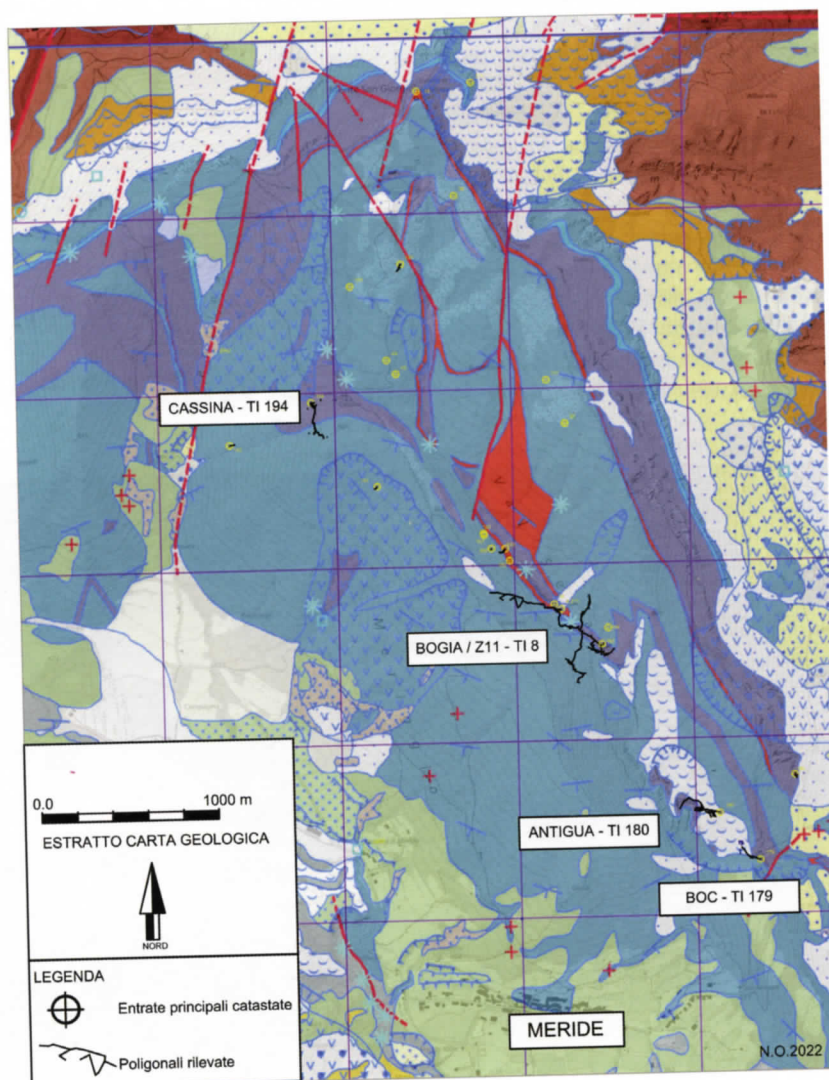 CASSINA - TI 194
BOGIA / Z11 - TI 8
ANTIGUA - TI 180
BOC - TI 179
0.0 1000 m
ESTRATTO CARTA GEOLOGICA
NORD
LEGENDA
Entrate principali catastate
Poligonali rilevate
MERIDE
N.O.2022